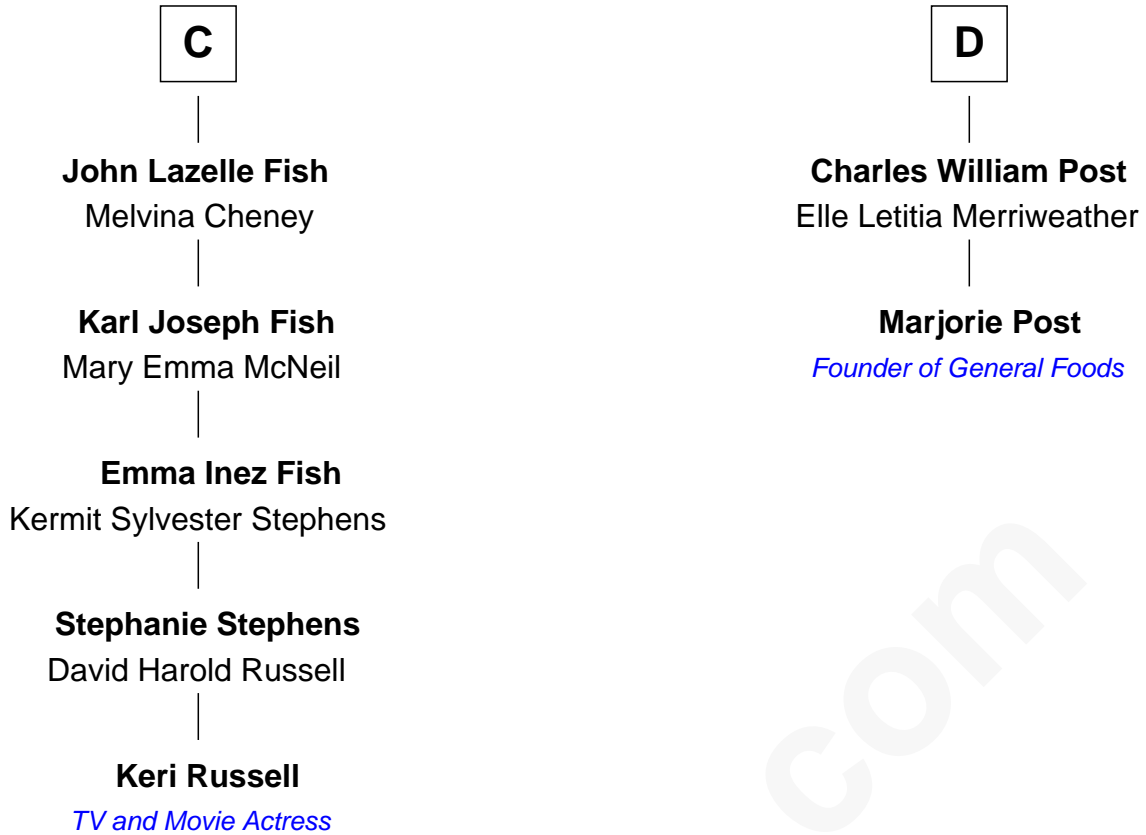 C
John Lazelle Fish
Melvina Cheney
Karl Joseph Fish
Mary Emma McNeil
Emma Inez Fish
Kermit Sylvester Stephens
Stephanie Stephens
David Harold Russell
Keri Russell
TV and Movie Actress
D
Charles William Post
Elle Letitia Merriweather
Marjorie Post
Founder of General Foods
com